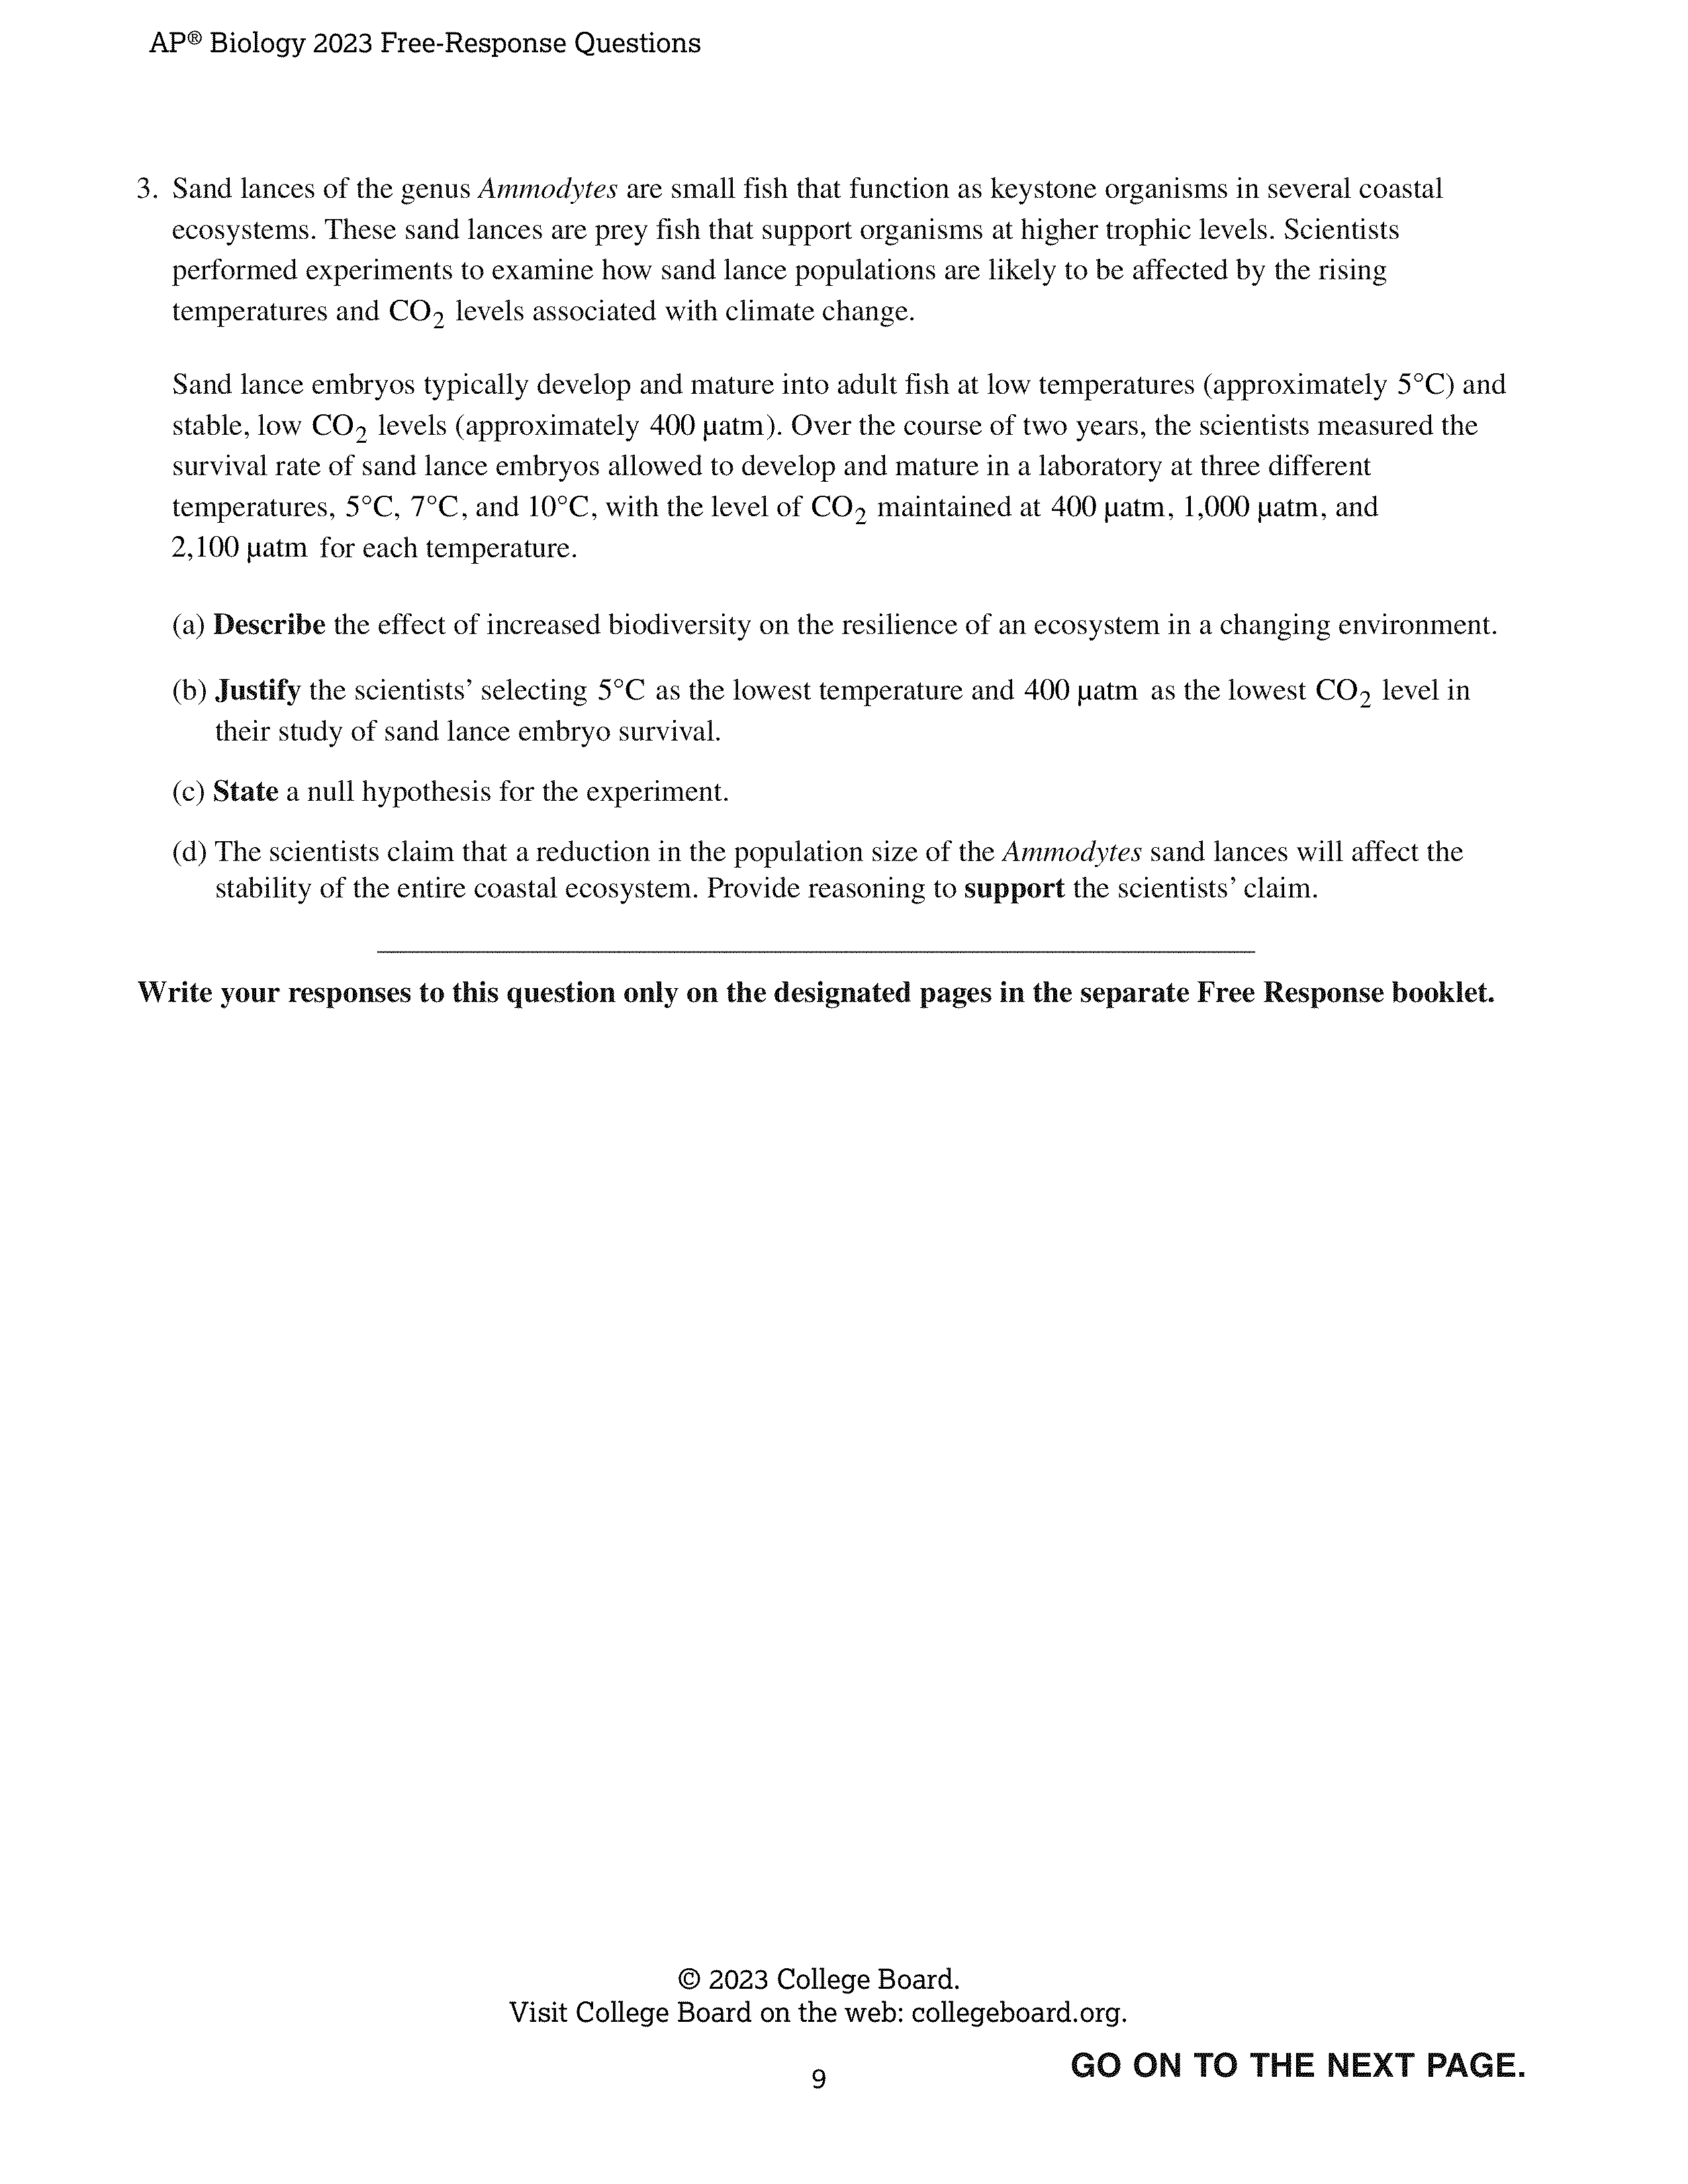 AP® Biology 2023 Free-Response Questions
3. Sand lances of the genus Ammodytes are small fish that function as keystone organisms in several coastal
ecosystems. These sand lances are prey fish that support organisms at higher trophic levels. Scientists
performed experiments to examine how sand lance populations are likely to be affected by the rising
temperatures and CO₂ levels associated with climate change.
Sand lance embryos typically develop and mature into adult fish at low temperatures (approximately 5°C) and
stable, low CO₂ levels (approximately 400 µatm). Over the course of two years, the scientists measured the
survival rate of sand lance embryos allowed to develop and mature in a laboratory at three different
temperatures, 5°C, 7°C, and 10°C, with the level of CO₂ maintained at 400 µatm, 1,000 µatm, and
2,100 µatm for each temperature.
(a) Describe the effect of increased biodiversity on the resilience of an ecosystem in a changing environment.
(b) Justify the scientists’ selecting 5°C as the lowest temperature and 400 µatm as the lowest CO₂ level in
their study of sand lance embryo survival.
(c) State a null hypothesis for the experiment.
(d) The scientists claim that a reduction in the population size of the Ammodytes sand lances will affect the
stability of the entire coastal ecosystem. Provide reasoning to support the scientists’ claim.
Write your responses to this question only on the designated pages in the separate Free Response booklet.
© 2023 College Board.
Visit College Board on the web: collegeboard.org.
GO ON TO THE NEXT PAGE.
9